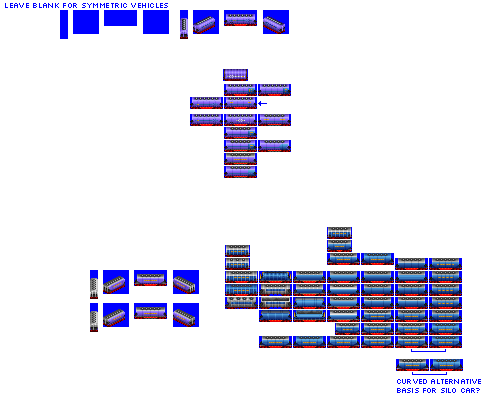 LEAVE BLANK FOR SYMMETRIC VEHICLES
CURVED ALTERNATIVE
BASIS FOR SILO CAR?